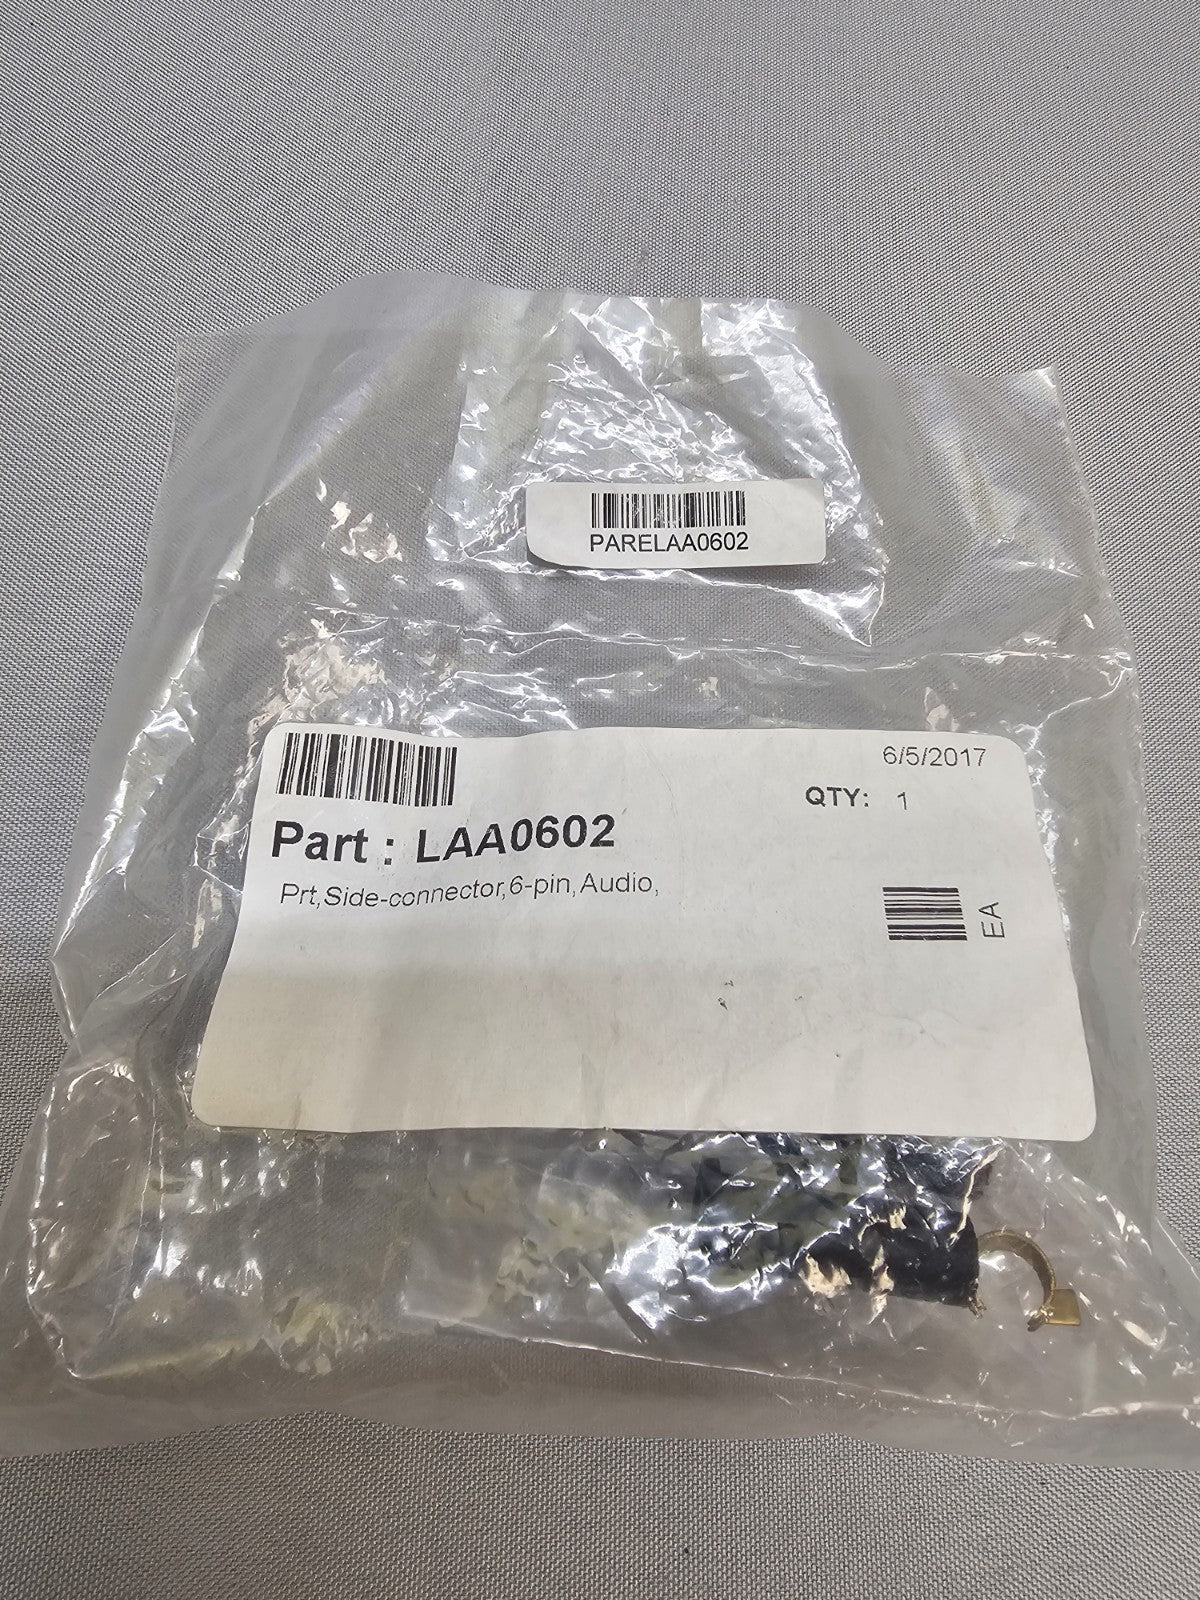 PARELAA0602
6/5/2017
QTY: 1
Part : LAA0602
Prt,Side-connector,6-pin,Audio,
EA